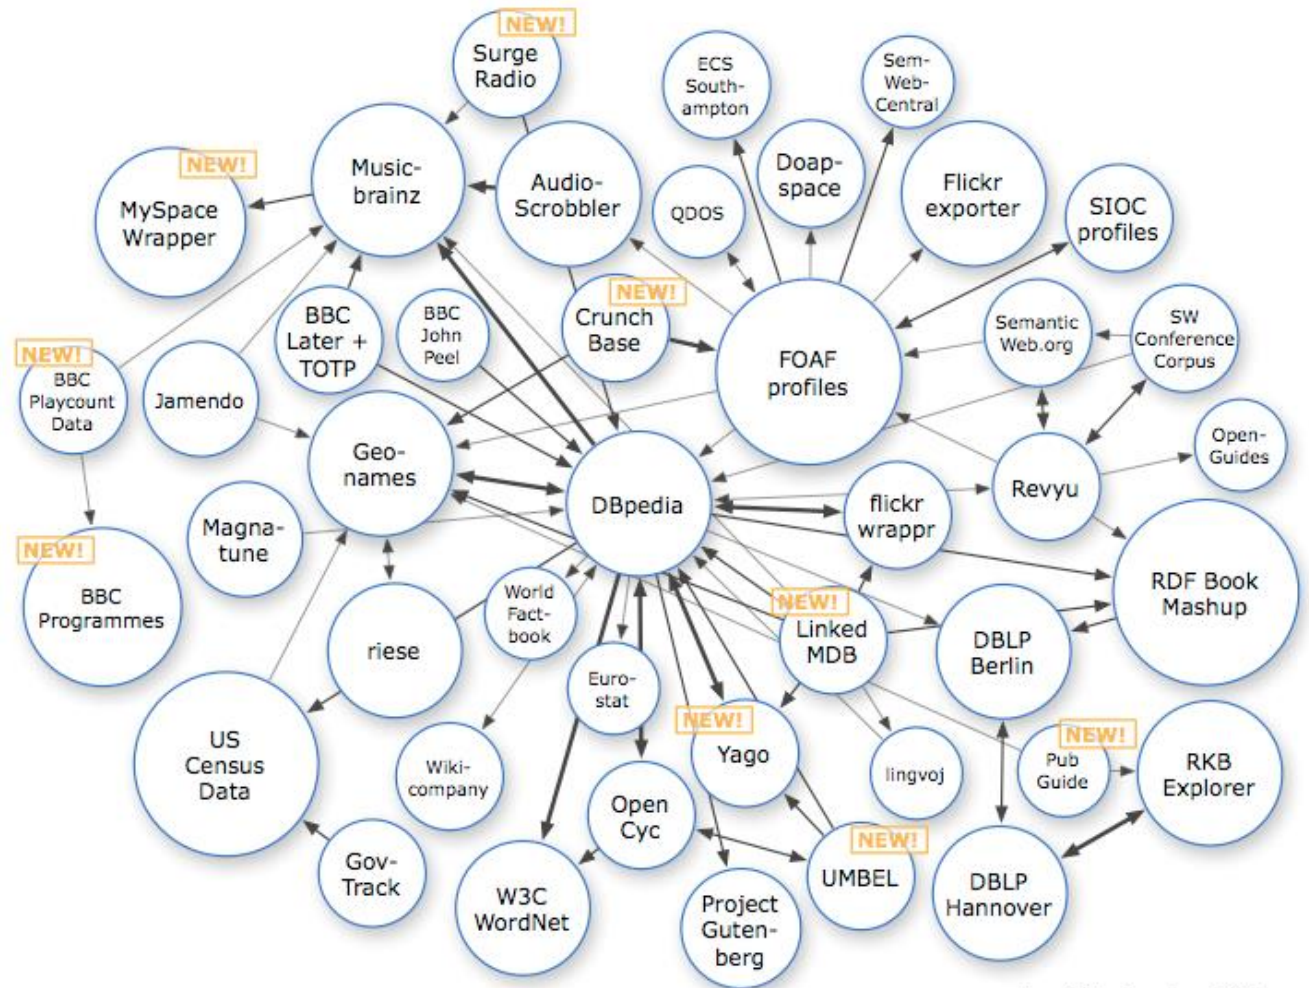 NEW!
Surge
Radio
ECS
South-
ampton
Sem-
Web-
Central
NEW!
MySpace
Wrapper
Music-
brainz
Audio-
Scrobbler
QDOS
Doap-
space
Flickr
exporter
SIOC
profiles
NEW!
BBC
Playcount
Data
Jamendo
BBC
Later +
TOTP
BBC
John
Peel
NEW!
Crunch
Base
FOAF
profiles
Semantic
Web.org
SW
Conference
Corpus
Geo-
names
DBpedia
flickr
wrappr
Revyu
Open-
Guides
Magna-
tune
NEW!
BBC
Programmes
riese
World
Fact-
book
Euro-
stat
NEW!
Linked
MDB
DBLP
Berlin
RDF Book
Mashup
US
Census
Data
Wiki-
company
Open
Cyc
NEW!
Yago
lingvoj
NEW!
Pub
Guide
RKB
Explorer
Gov-
Track
W3C
WordNet
Project
Guten-
berg
NEW!
UMBEL
DBLP
Hannover